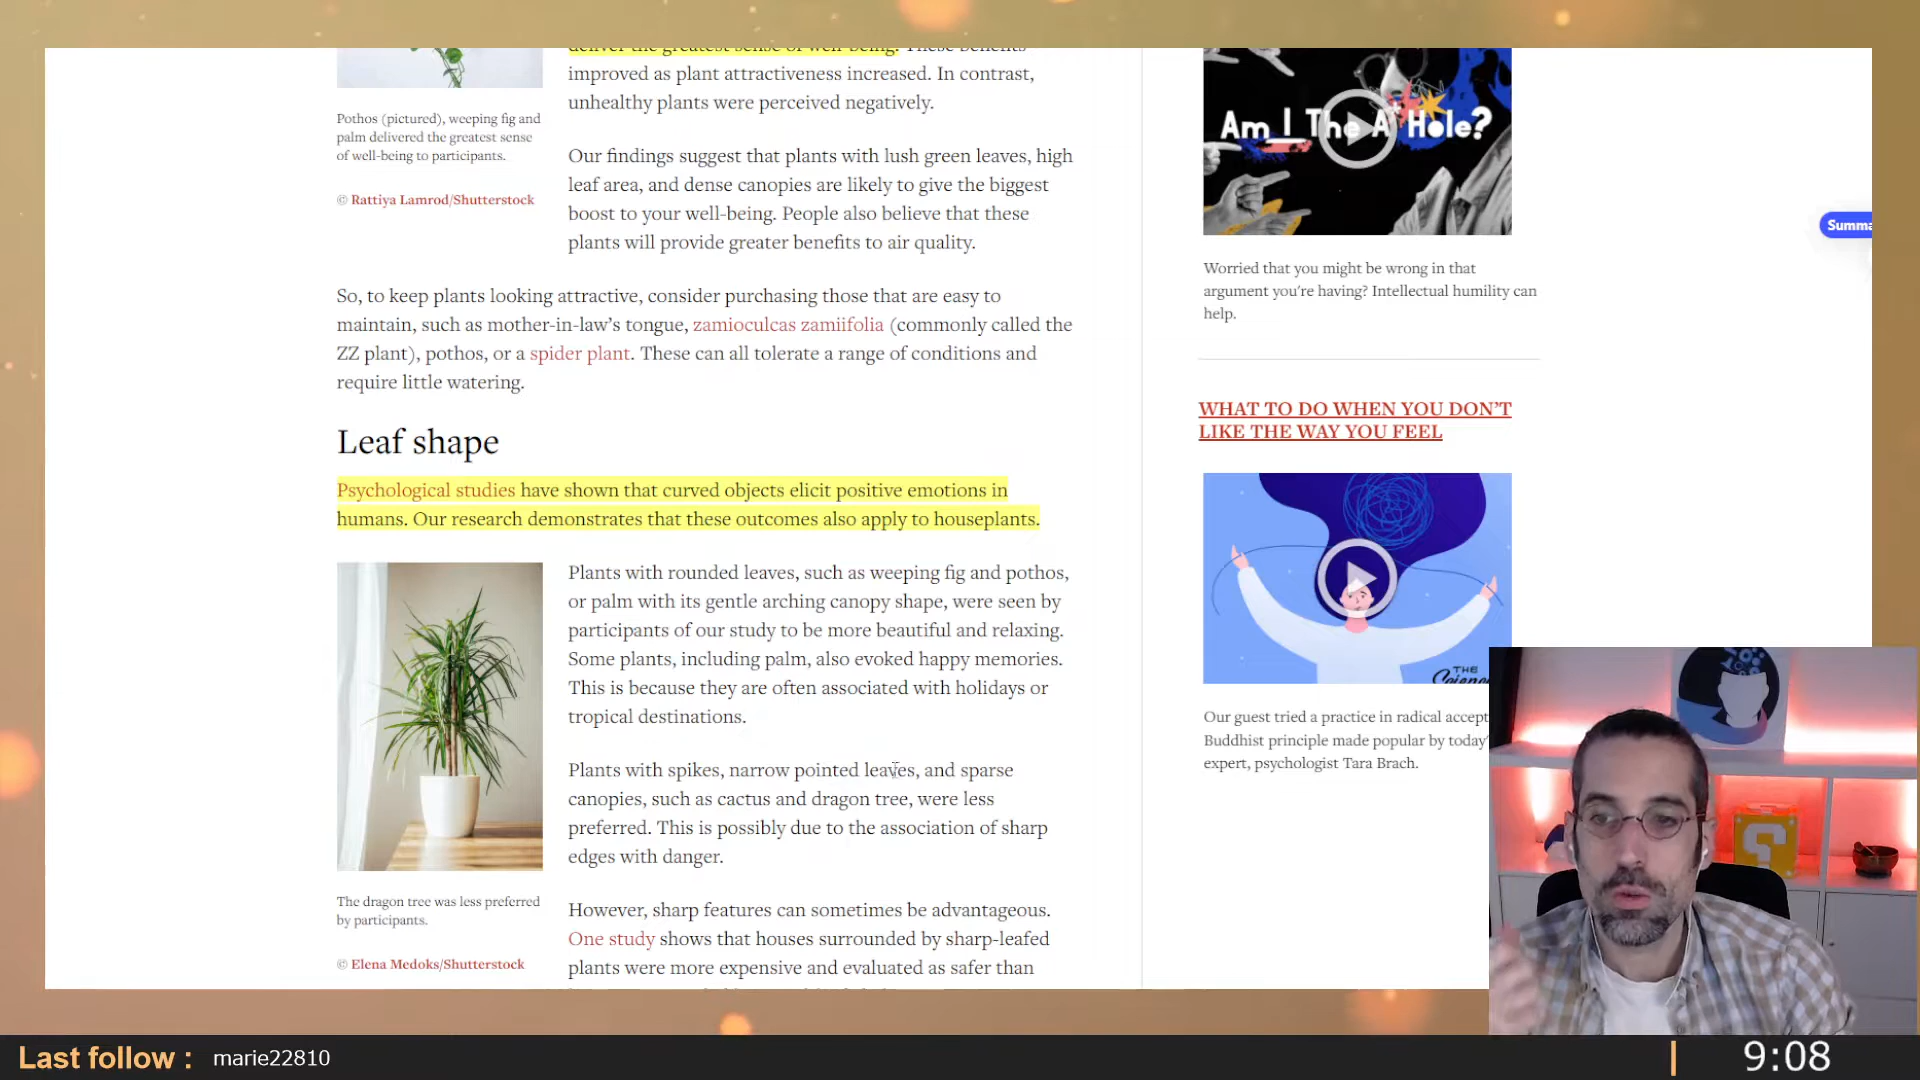 deliver the greatest sense of well-being. These benefits
improved as plant attractiveness increased. In contrast,
unhealthy plants were perceived negatively.
Pothos (pictured), weeping fig and
palm delivered the greatest sense
of well-being to participants.
© Rattiya Lamrod/Shutterstock
Our findings suggest that plants with lush green leaves, high
leaf area, and dense canopies are likely to give the biggest
boost to your well-being. People also believe that these
plants will provide greater benefits to air quality.
So, to keep plants looking attractive, consider purchasing those that are easy to
maintain, such as mother-in-law’s tongue, zamioculcas zamiifolia (commonly called the
ZZ plant), pothos, or a spider plant. These can all tolerate a range of conditions and
require little watering.
Leaf shape
Psychological studies have shown that curved objects elicit positive emotions in
humans. Our research demonstrates that these outcomes also apply to houseplants.
Plants with rounded leaves, such as weeping fig and pothos,
or palm with its gentle arching canopy shape, were seen by
participants of our study to be more beautiful and relaxing.
Some plants, including palm, also evoked happy memories.
This is because they are often associated with holidays or
tropical destinations.
Plants with spikes, narrow pointed leaves, and sparse
canopies, such as cactus and dragon tree, were less
preferred. This is possibly due to the association of sharp
edges with danger.
The dragon tree was less preferred
by participants.
© Elena Medoks/Shutterstock
However, sharp features can sometimes be advantageous.
One study shows that houses surrounded by sharp-leafed
plants were more expensive and evaluated as safer than
Am I The A*Hole?
Worried that you might be wrong in that
argument you're having? Intellectual humility can
help.
WHAT TO DO WHEN YOU DON’T
LIKE THE WAY YOU FEEL
THE
Scienc
Our guest tried a practice in radical accept
Buddhist principle made popular by today'
expert, psychologist Tara Brach.
Summa
Last follow : marie22810
| 9:08